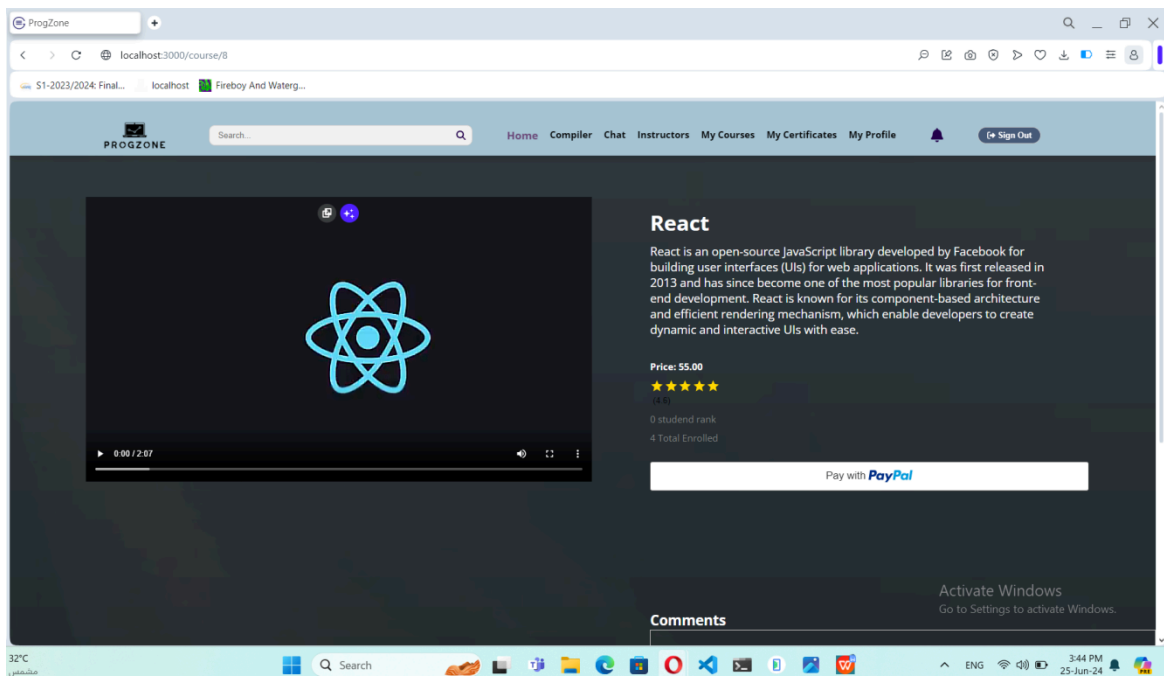 ProgZone
localhost:3000/course/8
S1-2023/2024: Final...
localhost
Fireboy And Waterg...
PROGZONE
Search...
Home
Compiler
Chat
Instructors
My Courses
My Certificates
My Profile
Sign Out
React
React is an open-source JavaScript library developed by Facebook for
building user interfaces (UIs) for web applications. It was first released in
2013 and has since become one of the most popular libraries for front-
end development. React is known for its component-based architecture
and efficient rendering mechanism, which enable developers to create
dynamic and interactive UIs with ease.
Price: 55.00
0 studend rank
4 Total Enrolled
0:00 / 2:07
Pay with PayPal
Activate Windows
Go to Settings to activate Windows.
Comments
32°C
مشمس
Search
ENG
3:44 PM
25-Jun-24